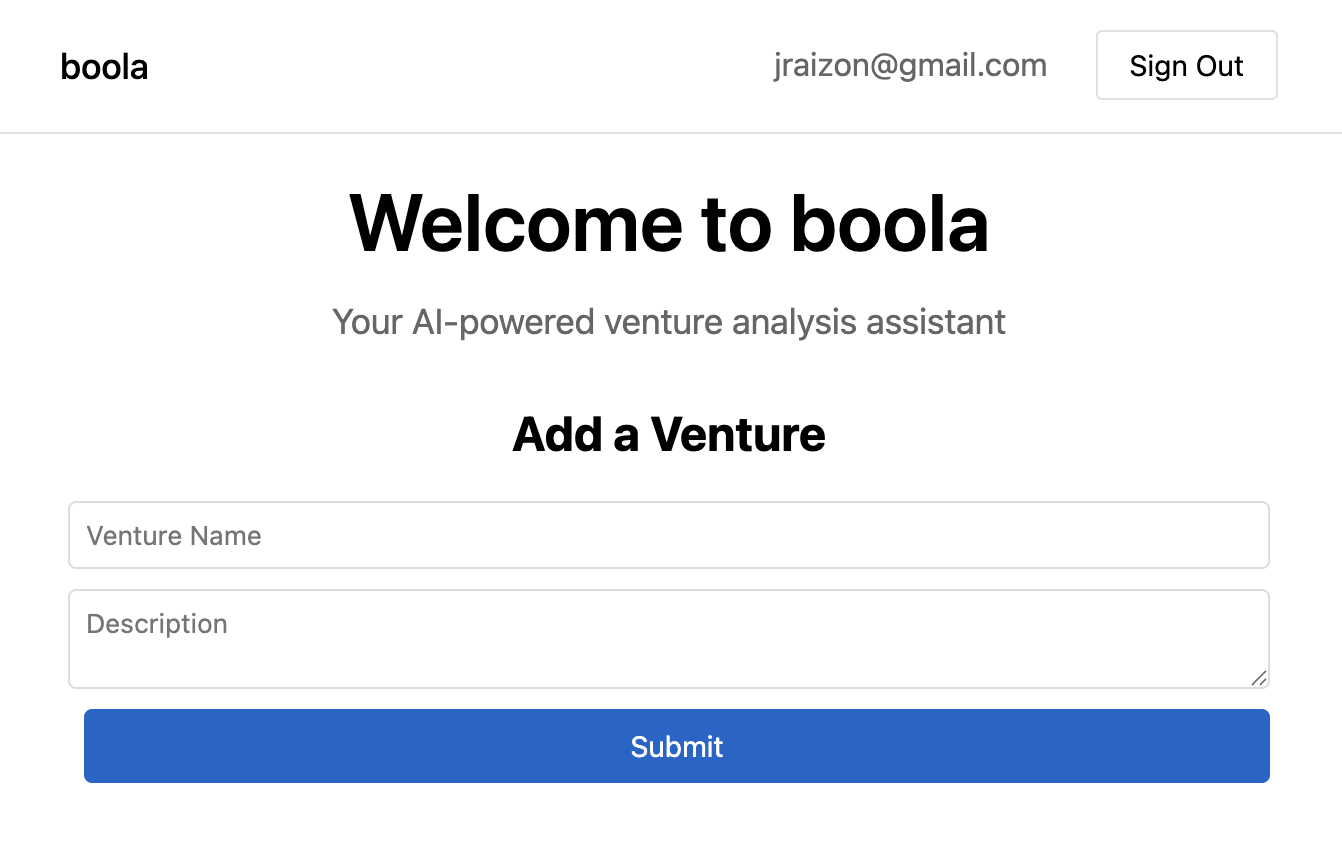 boola
jraizon@gmail.com
Sign Out
Welcome to boola
Your AI-powered venture analysis assistant
Add a Venture
Venture Name
Description
Submit